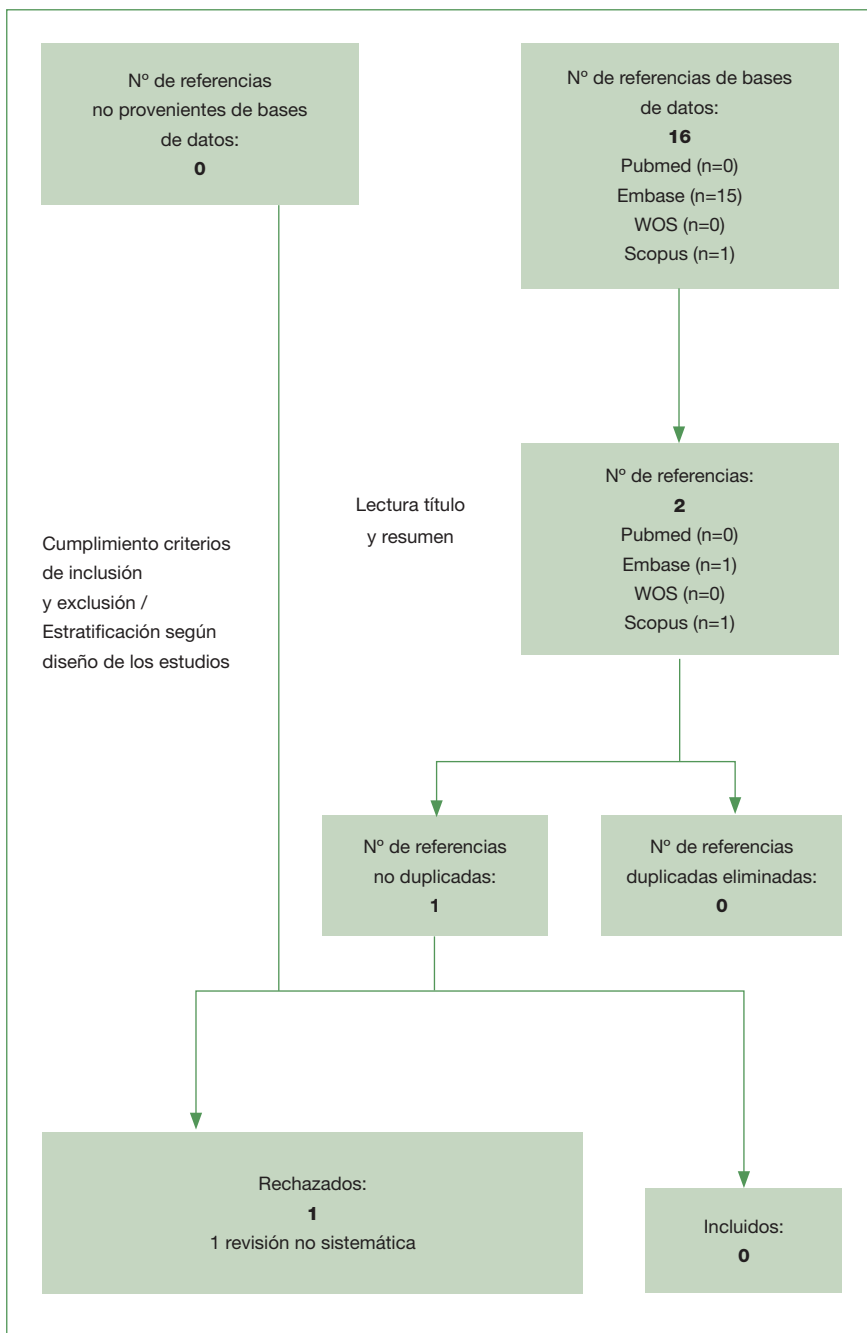 Nº de referencias
no provenientes de bases
de datos:
0
Nº de referencias de bases
de datos:
16
Pubmed (n=0)
Embase (n=15)
WOS (n=0)
Scopus (n=1)
Lectura título
y resumen
Nº de referencias:
2
Pubmed (n=0)
Embase (n=1)
WOS (n=0)
Scopus (n=1)
Cumplimiento criterios
de inclusión
y exclusión /
Estratificación según
diseño de los estudios
Nº de referencias
no duplicadas:
1
Nº de referencias
duplicadas eliminadas:
0
Rechazados:
1
1 revisión no sistemática
Incluidos:
0